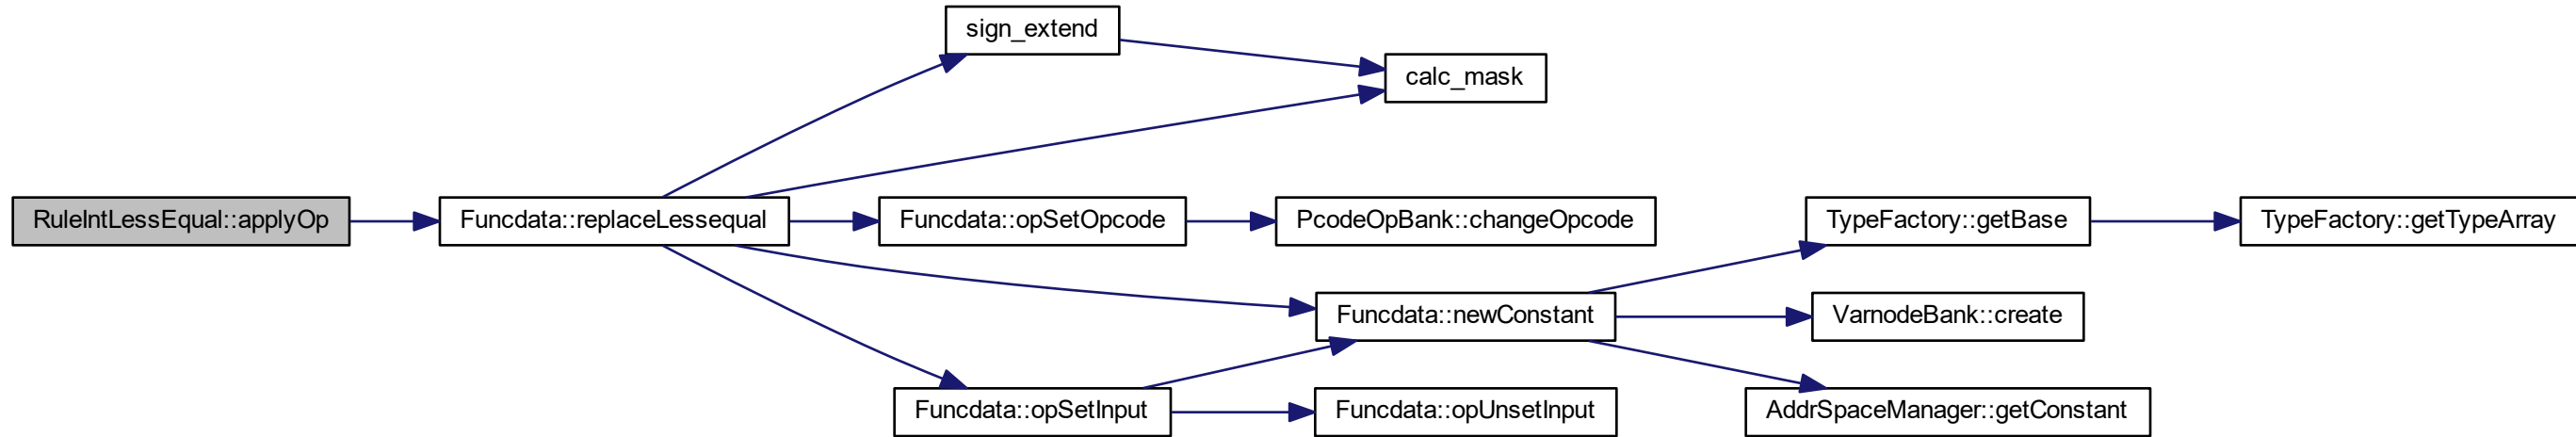 sign_extend
calc_mask
RuleIntLessEqual::applyOp
Funcdata::replaceLessequal
Funcdata::opSetOpcode
PcodeOpBank::changeOpcode
TypeFactory::getBase
TypeFactory::getTypeArray
Funcdata::newConstant
VarnodeBank::create
Funcdata::opSetInput
Funcdata::opUnsetInput
AddrSpaceManager::getConstant